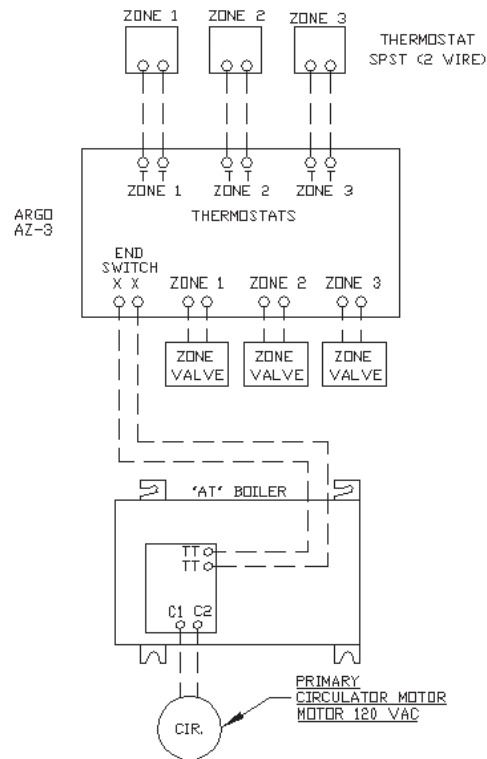 ZONE 1
ZONE 2
ZONE 3
THERMOSTAT
SPST (2 WIRE)
T T
T T
T T
ZONE 1
ZONE 2
ZONE 3
ARGO
AZ-3
THERMOSTATS
END
SWITCH
X X
ZONE 1
ZONE 2
ZONE 3
ZONE
VALVE
ZONE
VALVE
ZONE
VALVE
'AT' BOILER
TT
TT
C1 C2
CIR.
PRIMARY
CIRCULATOR MOTOR
MOTOR 120 VAC